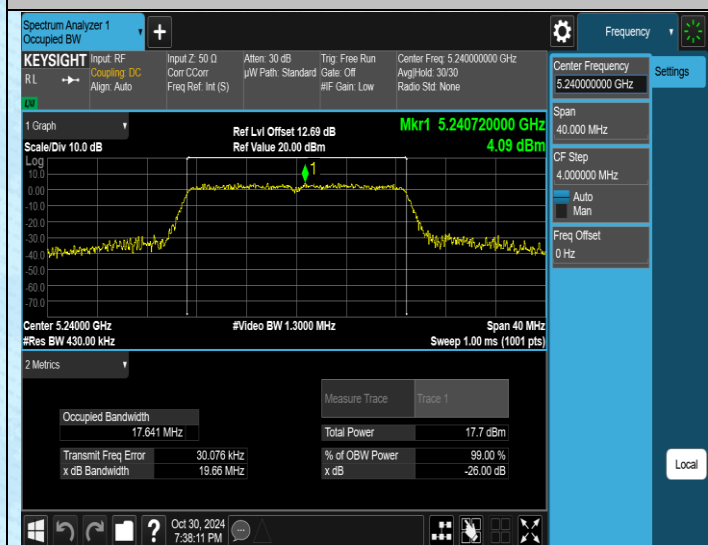 Spectrum Analyzer 1
Occupied BW
Frequency
KEYSIGHT
R L
LXI
Input: RF
Coupling: DC
Align: Auto
Input Z: 50 Ω
Corr CCorr
Freq Ref: Int (S)
Atten: 30 dB
µW Path: Standard
Trig: Free Run
Gate: Off
#IF Gain: Low
Center Freq: 5.240000000 GHz
Avg|Hold: 30/30
Radio Std: None
Center Frequency
5.240000000 GHz
Settings
Span
40.000 MHz
CF Step
4.000000 MHz
Auto
Man
Freq Offset
0 Hz
1 Graph
Scale/Div 10.0 dB
Ref Lvl Offset 12.69 dB
Ref Value 20.00 dBm
Mkr1 5.240720000 GHz
4.09 dBm
Log
1
10.0
0.00
-10.0
-20.0
-30.0
-40.0
-50.0
-60.0
-70.0
Center 5.24000 GHz
#Res BW 430.00 kHz
#Video BW 1.3000 MHz
Span 40 MHz
Sweep 1.00 ms (1001 pts)
2 Metrics
Measure Trace Trace 1
Occupied Bandwidth
17.641 MHz
Total Power 17.7 dBm
Transmit Freq Error 30.076 kHz
% of OBW Power 99.00 %
x dB Bandwidth 19.66 MHz
x dB -26.00 dB
Local
Oct 30, 2024
7:38:11 PM